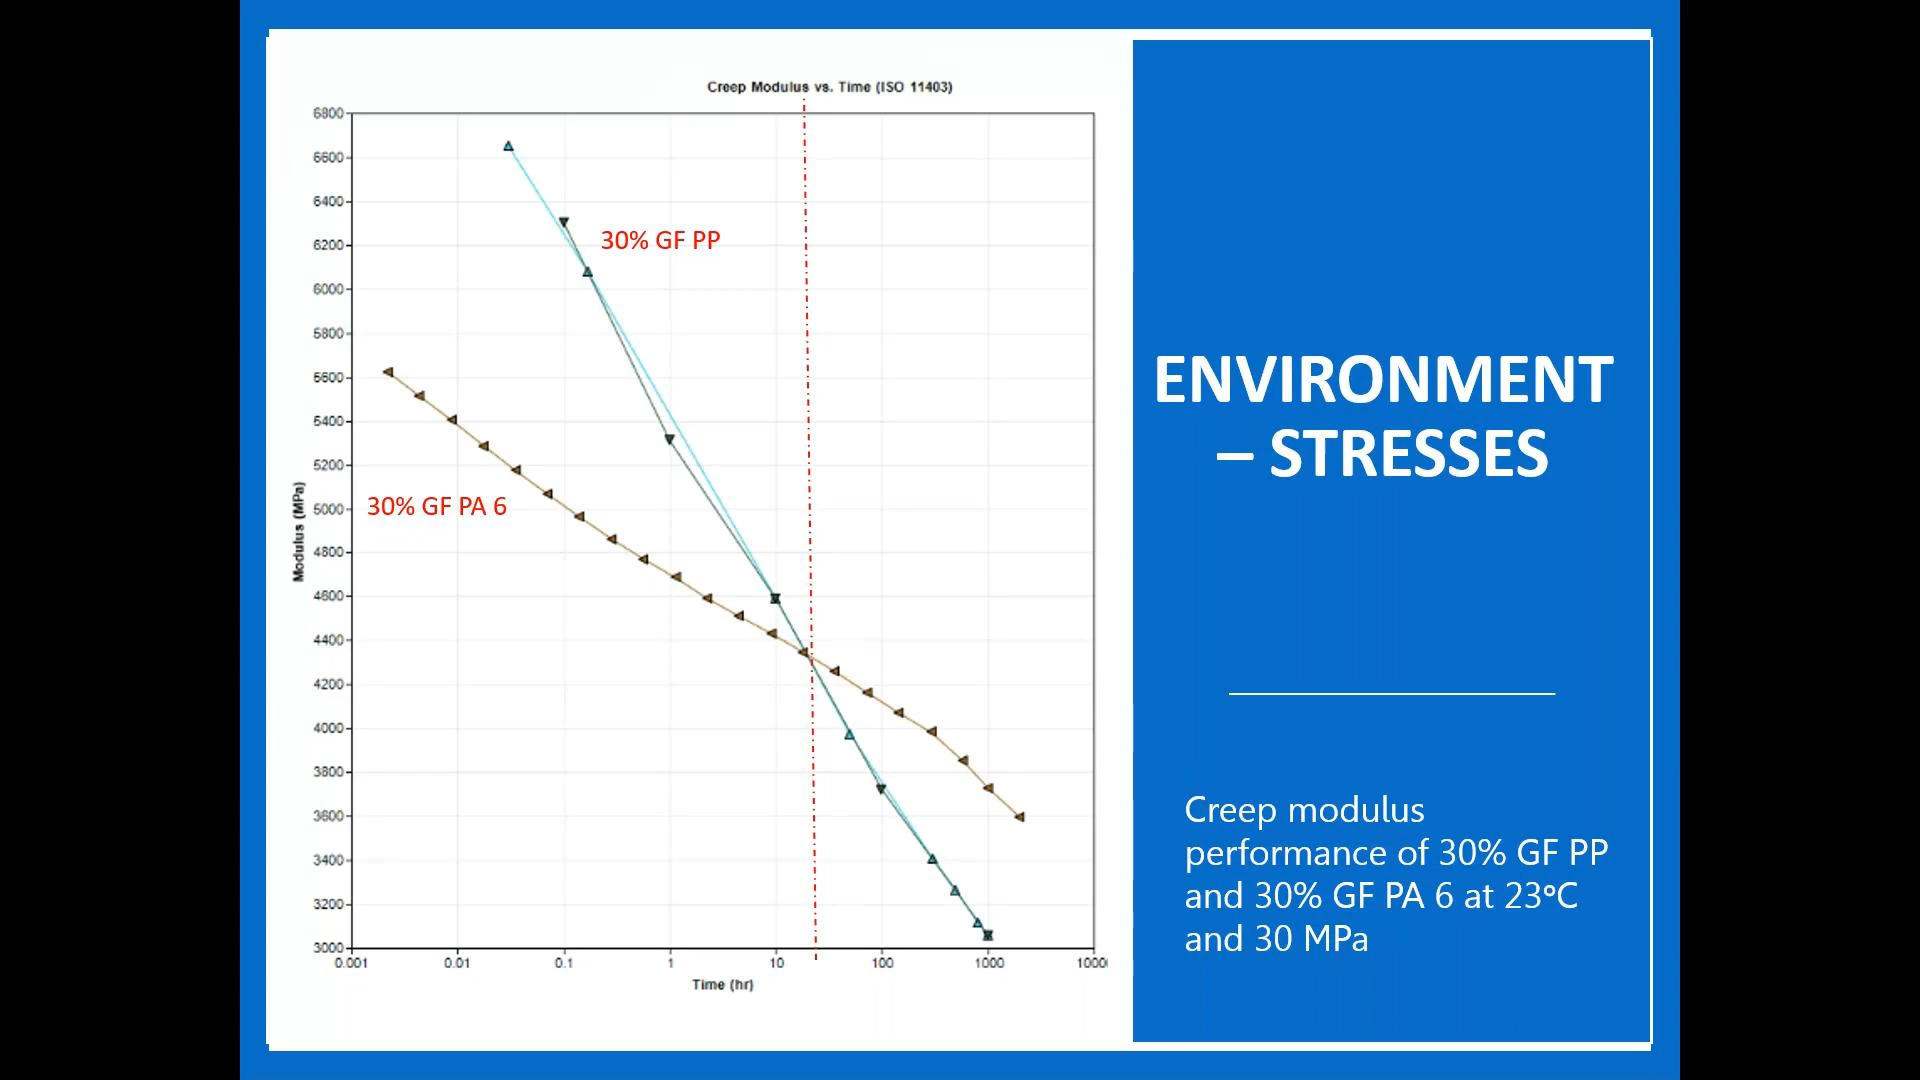 Creep Modulus vs. Time (ISO 11403)
6800
6600
6400
6200
6000
5800
5600
5400
5200
5000
4800
4600
4400
4200
4000
3800
3600
3400
3200
3000
Modulus (MPa)
30% GF PP
30% GF PA 6
0.001 0.01 0.1 1 10 100 1000 1000
Time (hr)
ENVIRONMENT
– STRESSES
Creep modulus
performance of 30% GF PP
and 30% GF PA 6 at 23ºC
and 30 MPa